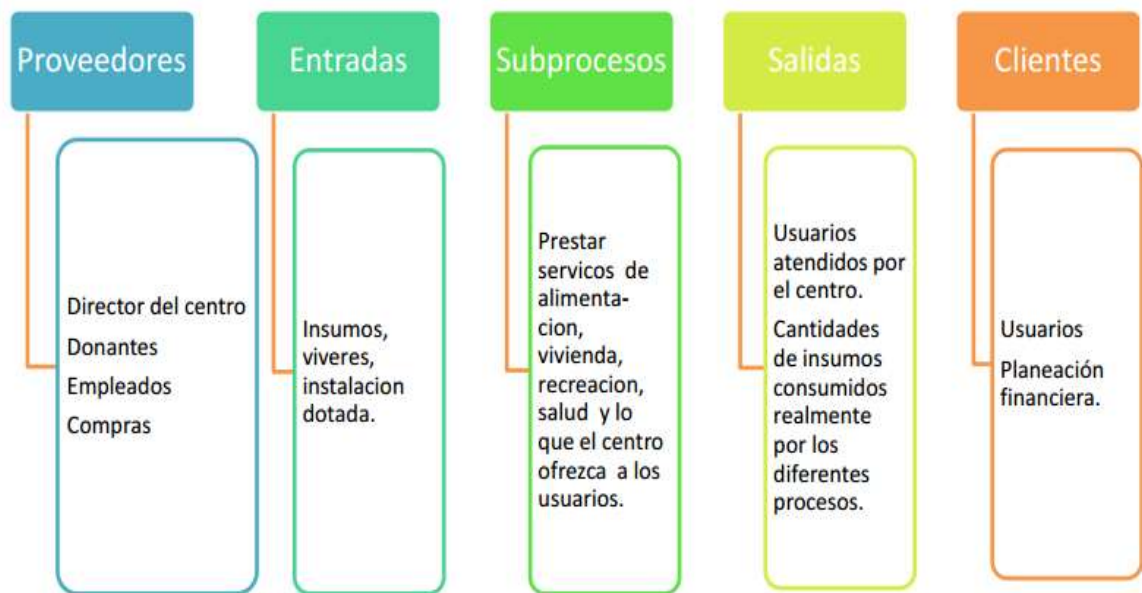 Proveedores
Director del centro
Donantes
Empleados
Compras
Entradas
Insumos,
viveres,
instalacion
dotada.
Subprocesos
Prestar
servicos de
alimenta-
cion,
vivienda,
recreacion,
salud y lo
que el centro
ofrezca a los
usuarios.
Salidas
Usuarios
atendidos por
el centro.
Cantidades
de insumos
consumidos
realmente
por los
diferentes
procesos.
Clientes
Usuarios
Planeación
financiera.